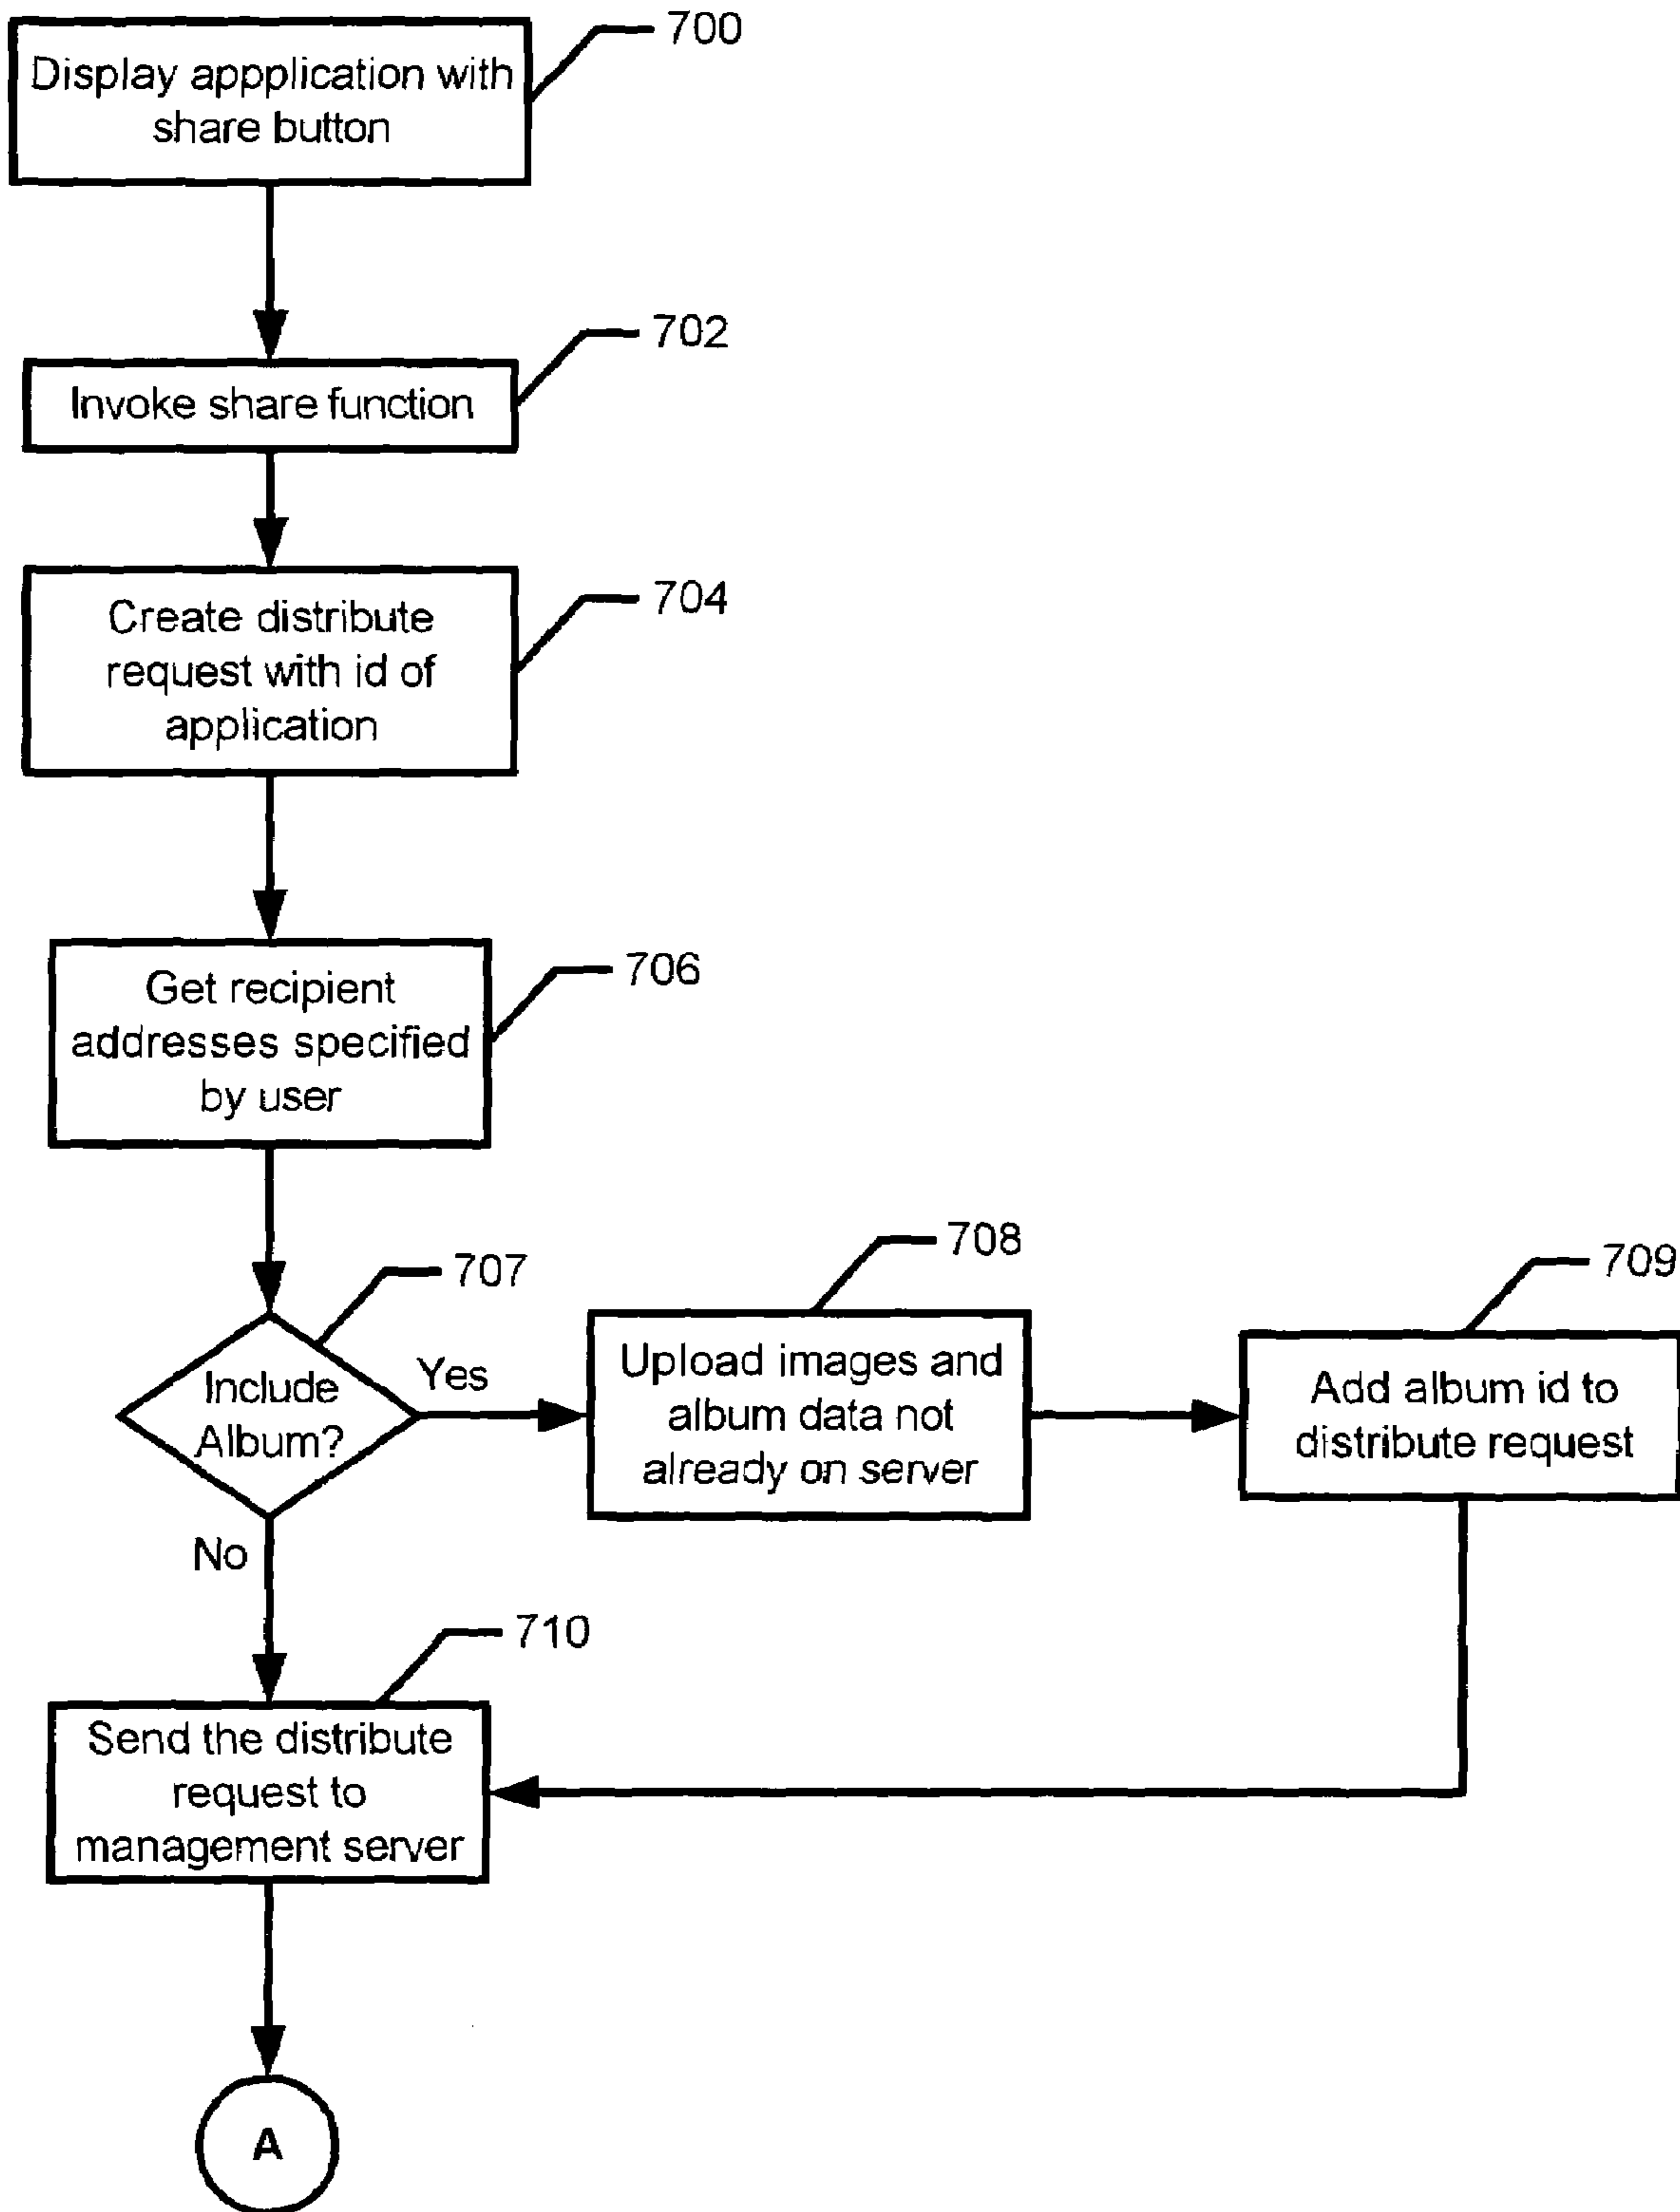 700
Display appplication with
share button
702
Invoke share function
704
Create distribute
request with id of
application
706
Get recipient
addresses specified
by user
707
Include
Album?
Yes
No
708
Upload images and
album data not
already on server
709
Add album id to
distribute request
710
Send the distribute
request to
management server
A